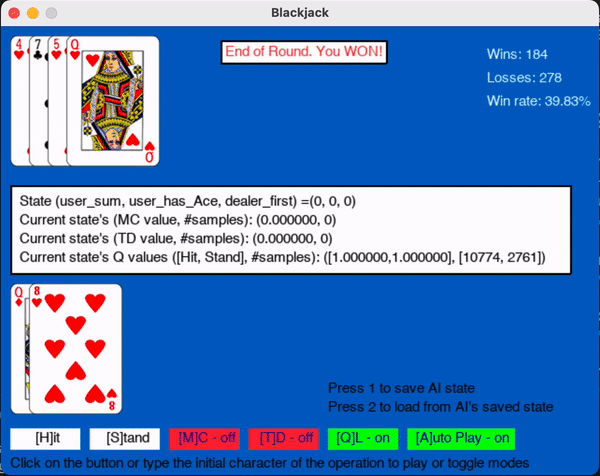 Blackjack
4 7 5 Q
Q
End of Round. You WON!
Wins: 184
Losses: 278
Win rate: 39.83%
State (user_sum, user_has_Ace, dealer_first) =(0, 0, 0)
Current state's (MC value, #samples): (0.000000, 0)
Current state's (TD value, #samples): (0.000000, 0)
Current state's Q values ([Hit, Stand], #samples): ([1.000000,1.000000], [10774, 2761])
Q 8
8
Press 1 to save AI state
Press 2 to load from AI's saved state
[H]it [S]tand [M]C - off [T]D - off [Q]L - on [A]uto Play - on
Click on the button or type the initial character of the operation to play or toggle modes